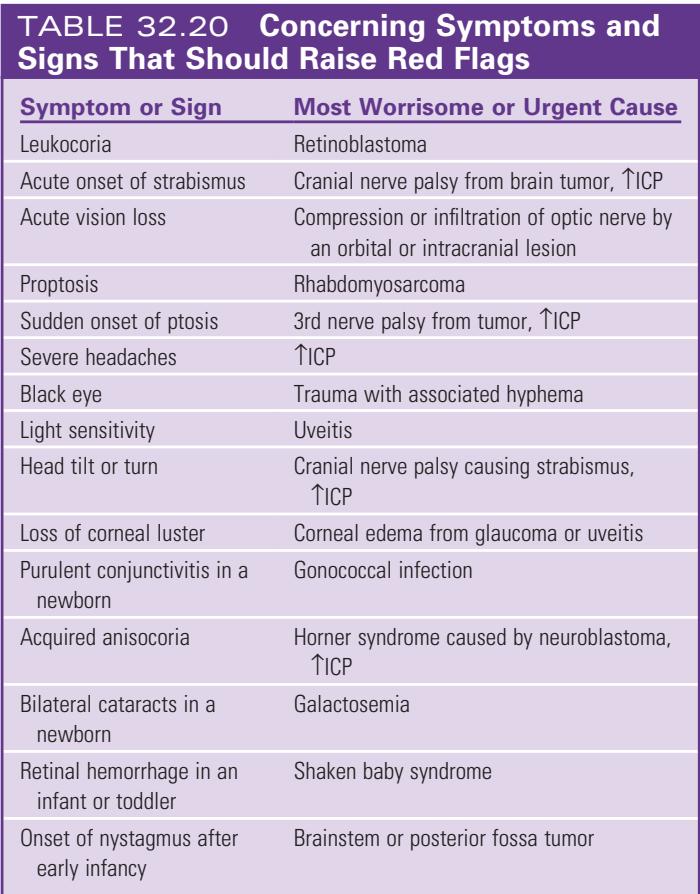 TABLE 32.20 Concerning Symptoms and
Signs That Should Raise Red Flags
Symptom or Sign Most Worrisome or Urgent Cause
Leukocoria Retinoblastoma
Acute onset of strabismus Cranial nerve palsy from brain tumor, ↑ICP
Acute vision loss Compression or infiltration of optic nerve by
an orbital or intracranial lesion
Proptosis Rhabdomyosarcoma
Sudden onset of ptosis 3rd nerve palsy from tumor, ↑ICP
Severe headaches ↑ICP
Black eye Trauma with associated hyphema
Light sensitivity Uveitis
Head tilt or turn Cranial nerve palsy causing strabismus,
↑ICP
Loss of corneal luster Corneal edema from glaucoma or uveitis
Purulent conjunctivitis in a Gonococcal infection
newborn
Acquired anisocoria Horner syndrome caused by neuroblastoma,
↑ICP
Bilateral cataracts in a Galactosemia
newborn
Retinal hemorrhage in an Shaken baby syndrome
infant or toddler
Onset of nystagmus after Brainstem or posterior fossa tumor
early infancy